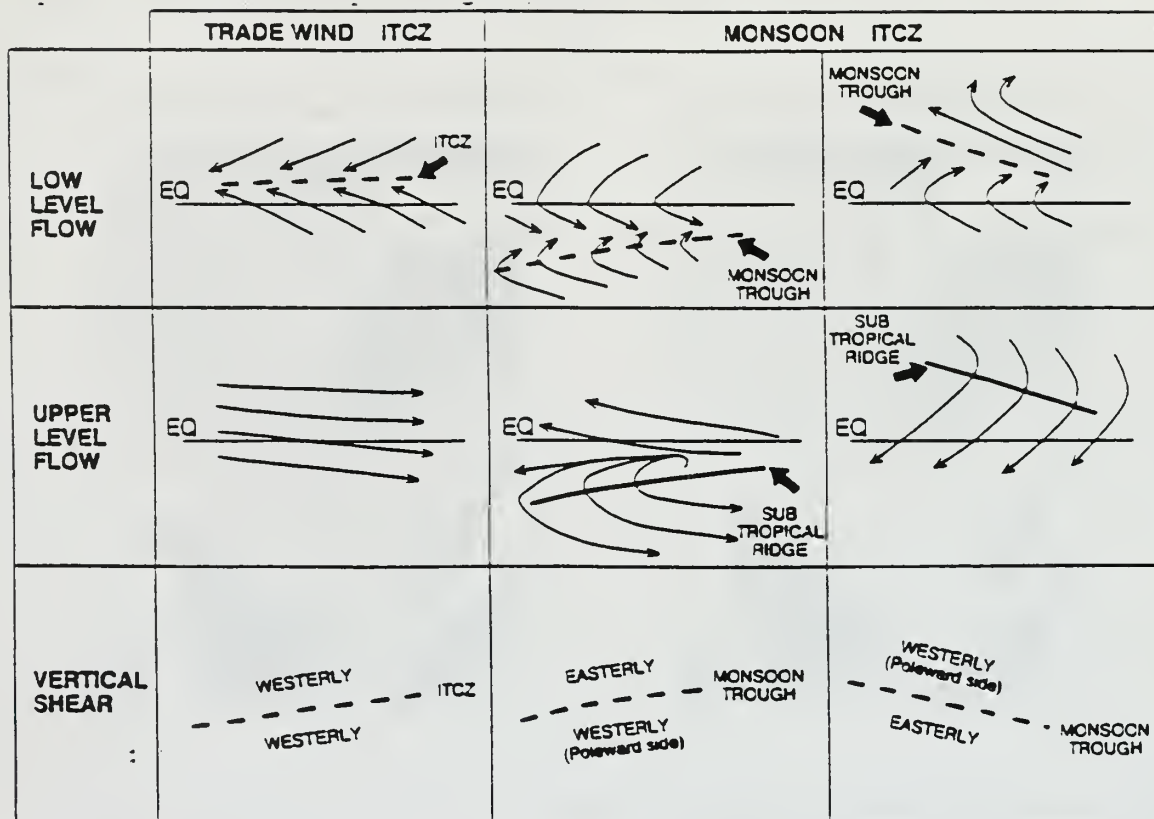 TRADE WIND ITCZ
MONSOON ITCZ
LOW
LEVEL
FLOW
EQ
ITCZ
EQ
MONSOON
TROUGH
MONSOON
TROUGH
EQ
UPPER
LEVEL
FLOW
EQ
EQ
SUB
TROPICAL
RIDGE
SUB
TROPICAL
RIDGE
EQ
VERTICAL
SHEAR
WESTERLY
ITCZ
WESTERLY
EASTERLY
MONSOON
TROUGH
WESTERLY
(Poleward side)
WESTERLY
(Poleward side)
EASTERLY
MONSOON
TROUGH